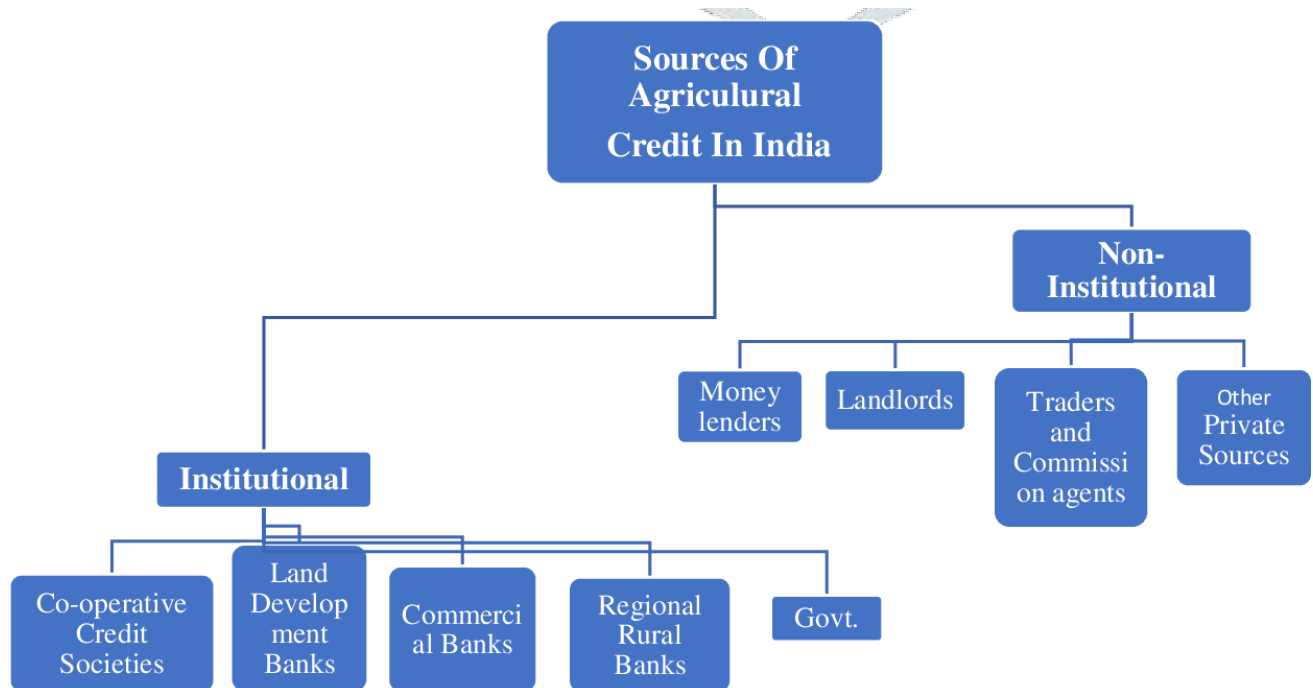 Sources Of
Agriculural
Credit In India
Non-
Institutional
Money
lenders
Landlords
Traders
and
Commissi
on agents
Other
Private
Sources
Institutional
Co-operative
Credit
Societies
Land
Develop
ment
Banks
Commerci
al Banks
Regional
Rural
Banks
Govt.